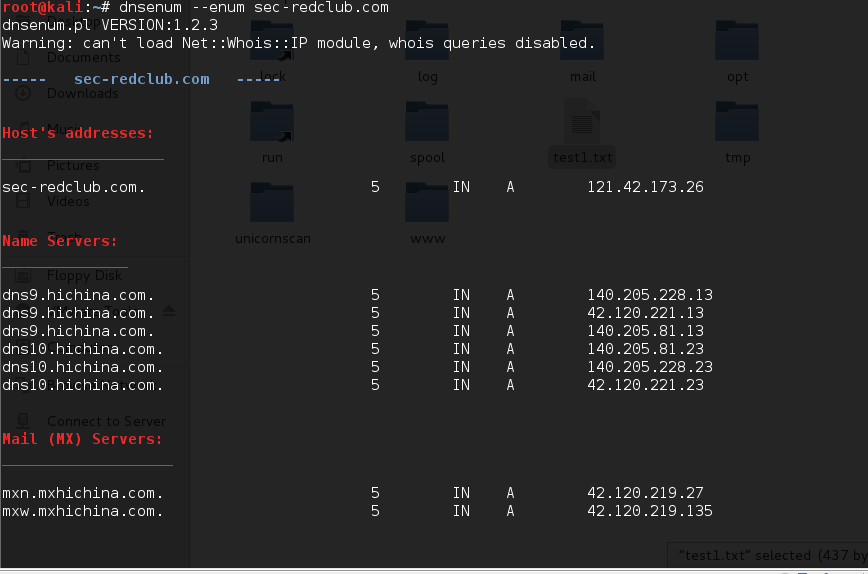 root@kali:~# dnsenum --enum sec-redclub.com
dnsenum.pl VERSION:1.2.3
Warning: can't load Net::Whois::IP module, whois queries disabled.
----- sec-redclub.com -----
Host's addresses:
sec-redclub.com. 5 IN A 121.42.173.26
Name Servers:
dns9.hichina.com. 5 IN A 140.205.228.13
dns9.hichina.com. 5 IN A 42.120.221.13
dns9.hichina.com. 5 IN A 140.205.81.13
dns10.hichina.com. 5 IN A 140.205.81.23
dns10.hichina.com. 5 IN A 140.205.228.23
dns10.hichina.com. 5 IN A 42.120.221.23
Mail (MX) Servers:
mxn.mxhichina.com. 5 IN A 42.120.219.27
mxw.mxhichina.com. 5 IN A 42.120.219.135
Documents
Downloads
Music
Pictures
Videos
Trash
Floppy Disk
Connect to Server
lock
log
mail
opt
run
spool
test1.txt
tmp
unicornscan
www
"test1.txt" selected (437 by